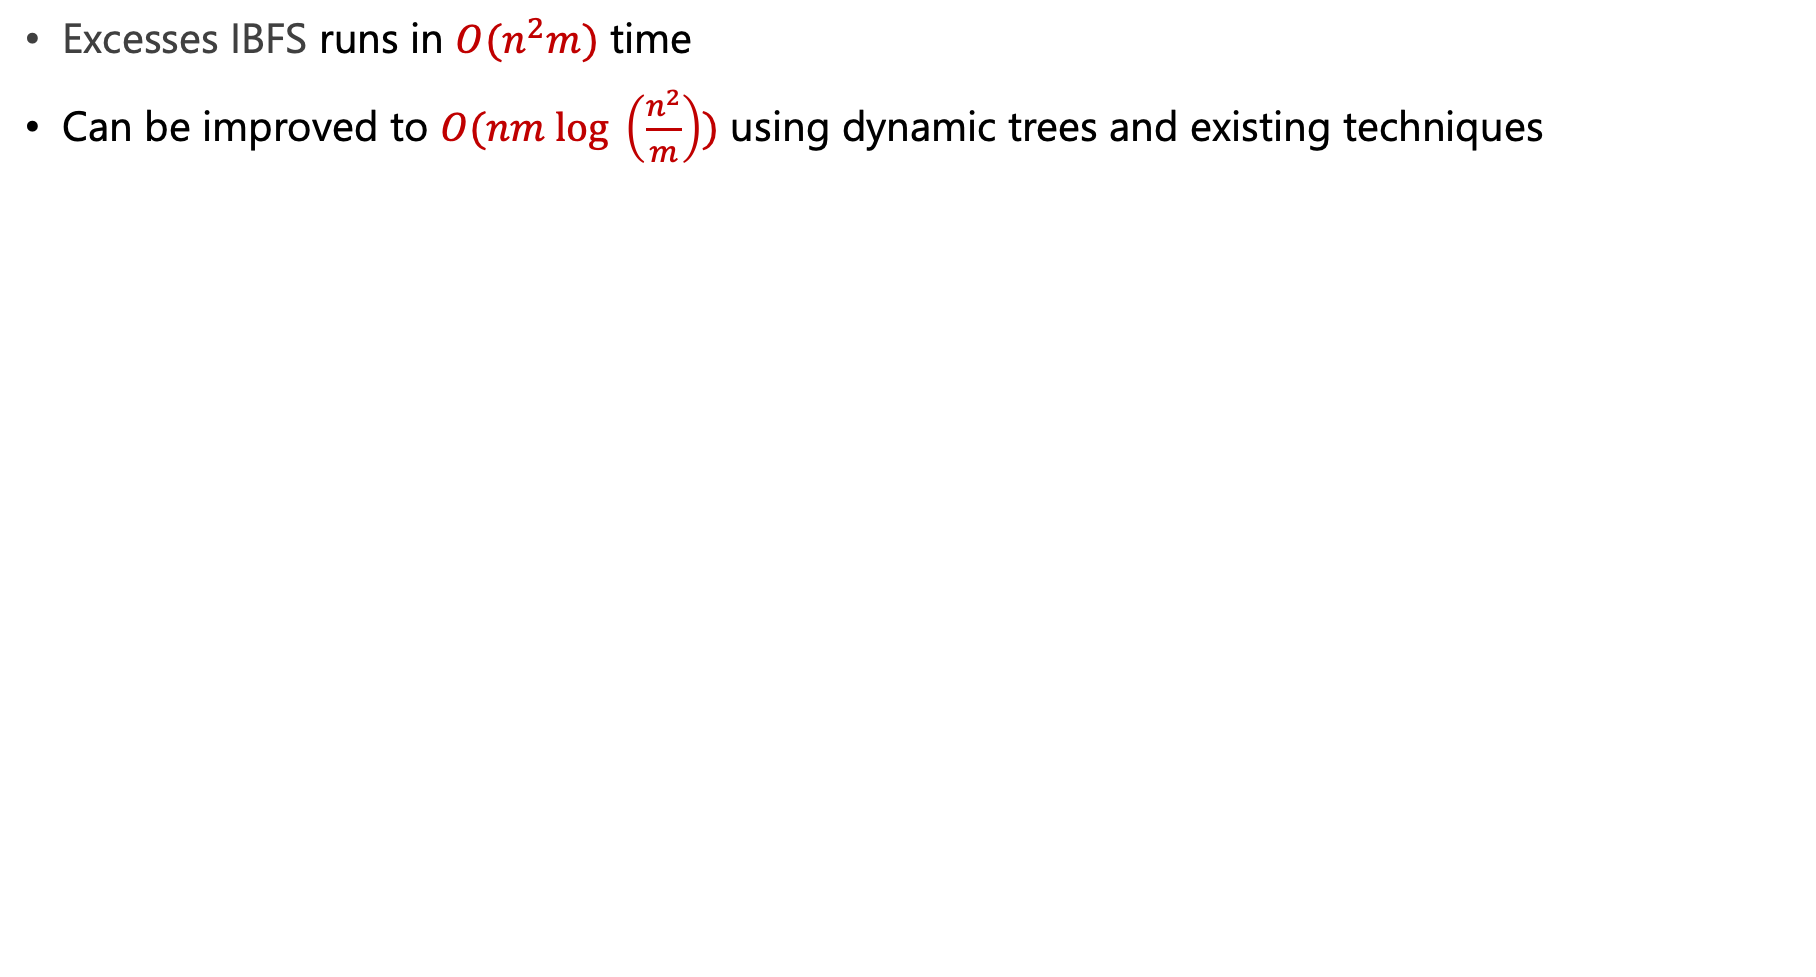 • Excesses IBFS runs in O(n²m) time
• Can be improved to O(nm log (n²/m)) using dynamic trees and existing techniques